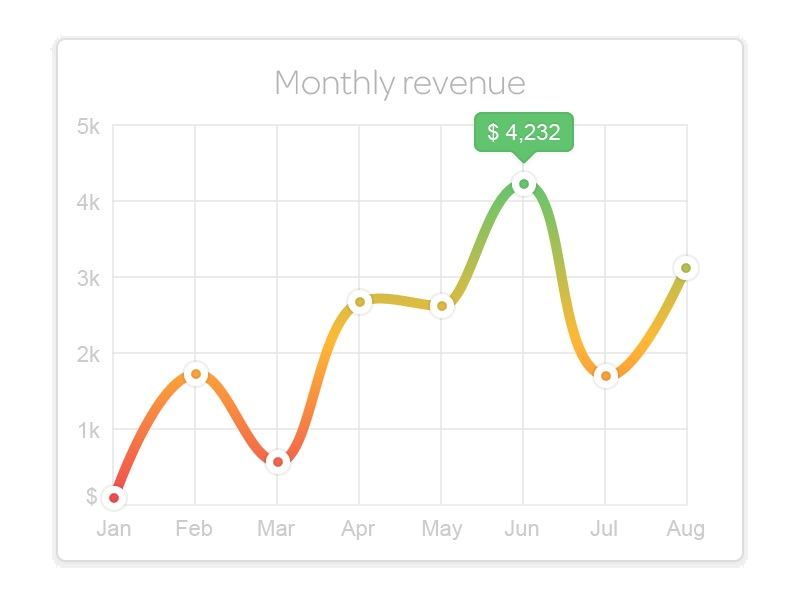 Monthly revenue
$ 4,232
5k
4k
3k
2k
1k
$
Jan Feb Mar Apr May Jun Jul Aug